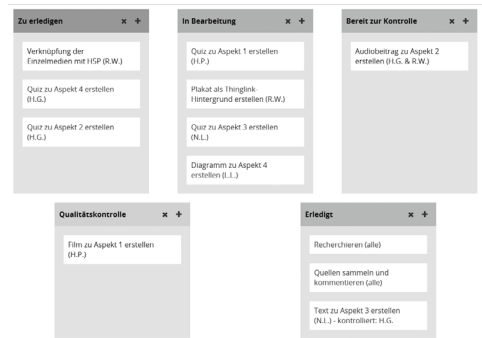 Zu erledigen × +
Verknüpfung der
Einzelmedien mit H5P (R.W.)
Quiz zu Aspekt 4 erstellen
(H.G.)
Quiz zu Aspekt 2 erstellen
(H.G.)
In Bearbeitung × +
Quiz zu Aspekt 1 erstellen
(H.P.)
Plakat als Thinglink-
Hintergrund erstellen (R.W.)
Quiz zu Aspekt 3 erstellen
(N.L.)
Diagramm zu Aspekt 4
erstellen (L.L.)
Bereit zur Kontrolle × +
Audiobeitrag zu Aspekt 2
erstellen (H.G. & R.W.)
Qualitätskontrolle × +
Film zu Aspekt 1 erstellen
(H.P.)
Erledigt × +
Recherchieren (alle)
Quellen sammeln und
kommentieren (alle)
Text zu Aspekt 3 erstellen
(N.L.) - kontrolliert: H.G.